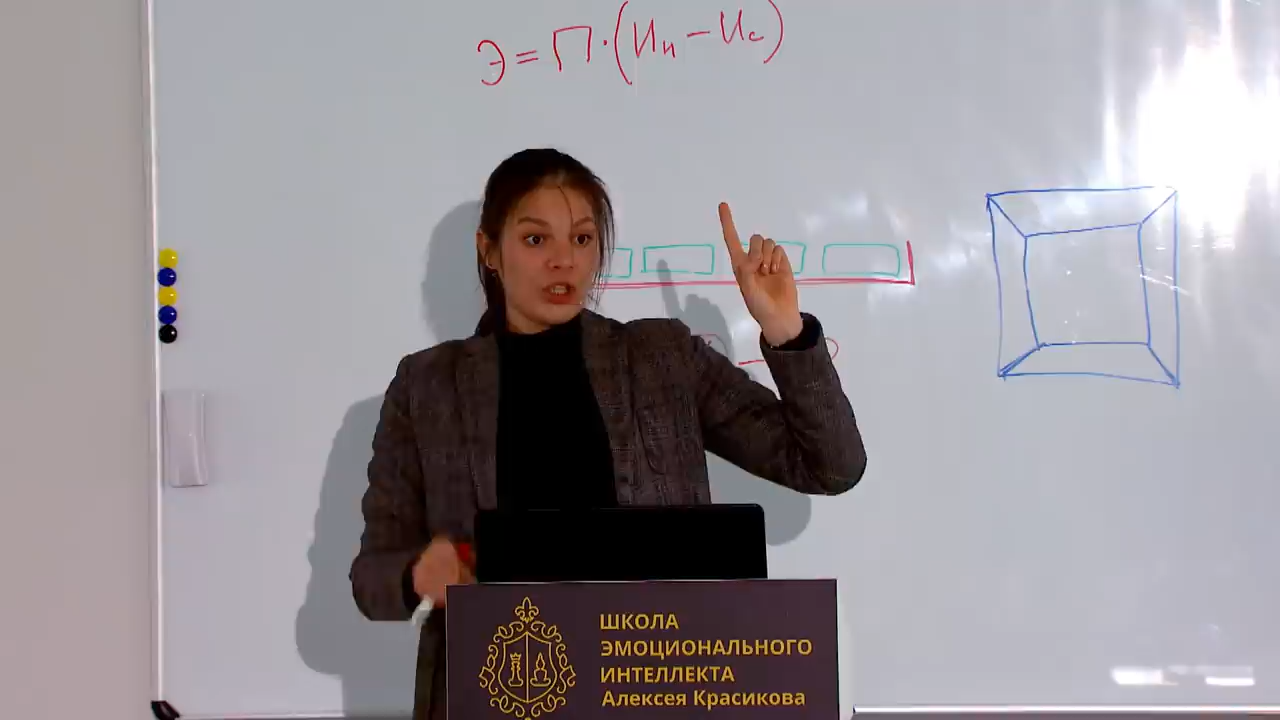 Э = П · (Ин – Ис)
ШКОЛА
ЭМОЦИОНАЛЬНОГО
ИНТЕЛЛЕКТА
Алексея Красикова